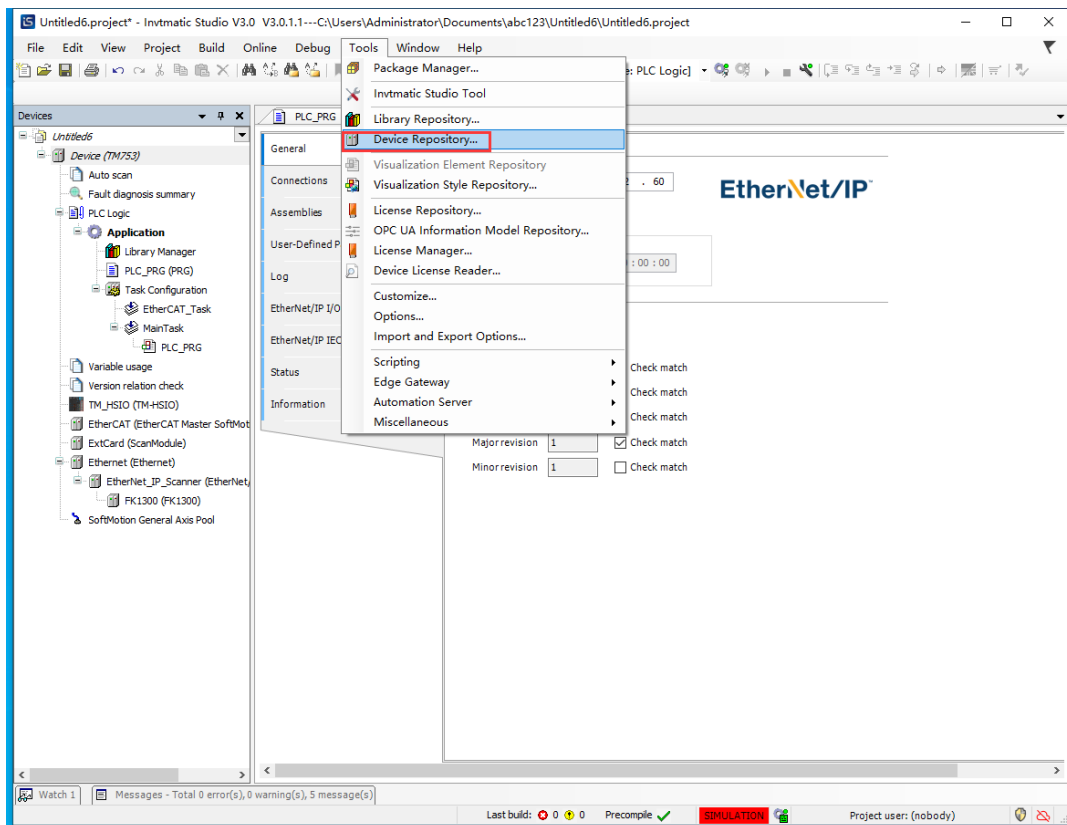 Untitled6.project* - Invtmatic Studio V3.0 V3.0.1.1---C:\Users\Administrator\Documents\abc123\Untitled6\Untitled6.project
File Edit View Project Build Online Debug Tools Window Help
PLC Logic]
Devices
Untitled6
Device (TM753)
Auto scan
Fault diagnosis summary
PLC Logic
Application
Library Manager
PLC_PRG (PRG)
Task Configuration
EtherCAT_Task
MainTask
PLC_PRG
Variable usage
Version relation check
TM_HSIO (TM-HSIO)
EtherCAT (EtherCAT Master SoftMot
ExtCard (ScanModule)
Ethernet (Ethernet)
EtherNet_IP_Scanner (EtherNet/
FK1300 (FK1300)
SoftMotion General Axis Pool
PLC_PRG
General
Connections
Assemblies
User-Defined P
Log
EtherNet/IP I/O
EtherNet/IP IEC
Status
Information
Package Manager...
Invtmatic Studio Tool
Library Repository...
Device Repository...
Visualization Element Repository
Visualization Style Repository...
License Repository...
OPC UA Information Model Repository...
License Manager...
Device License Reader...
Customize...
Options...
Import and Export Options...
Scripting
Edge Gateway
Automation Server
Miscellaneous
. 60
EtherNet/IP™
: 00 : 00
Check match
Check match
Check match
Major revision 1 Check match
Minor revision 1 Check match
Watch 1 Messages - Total 0 error(s), 0 warning(s), 5 message(s)
Last build: 0 0 Precompile SIMULATION Project user: (nobody)